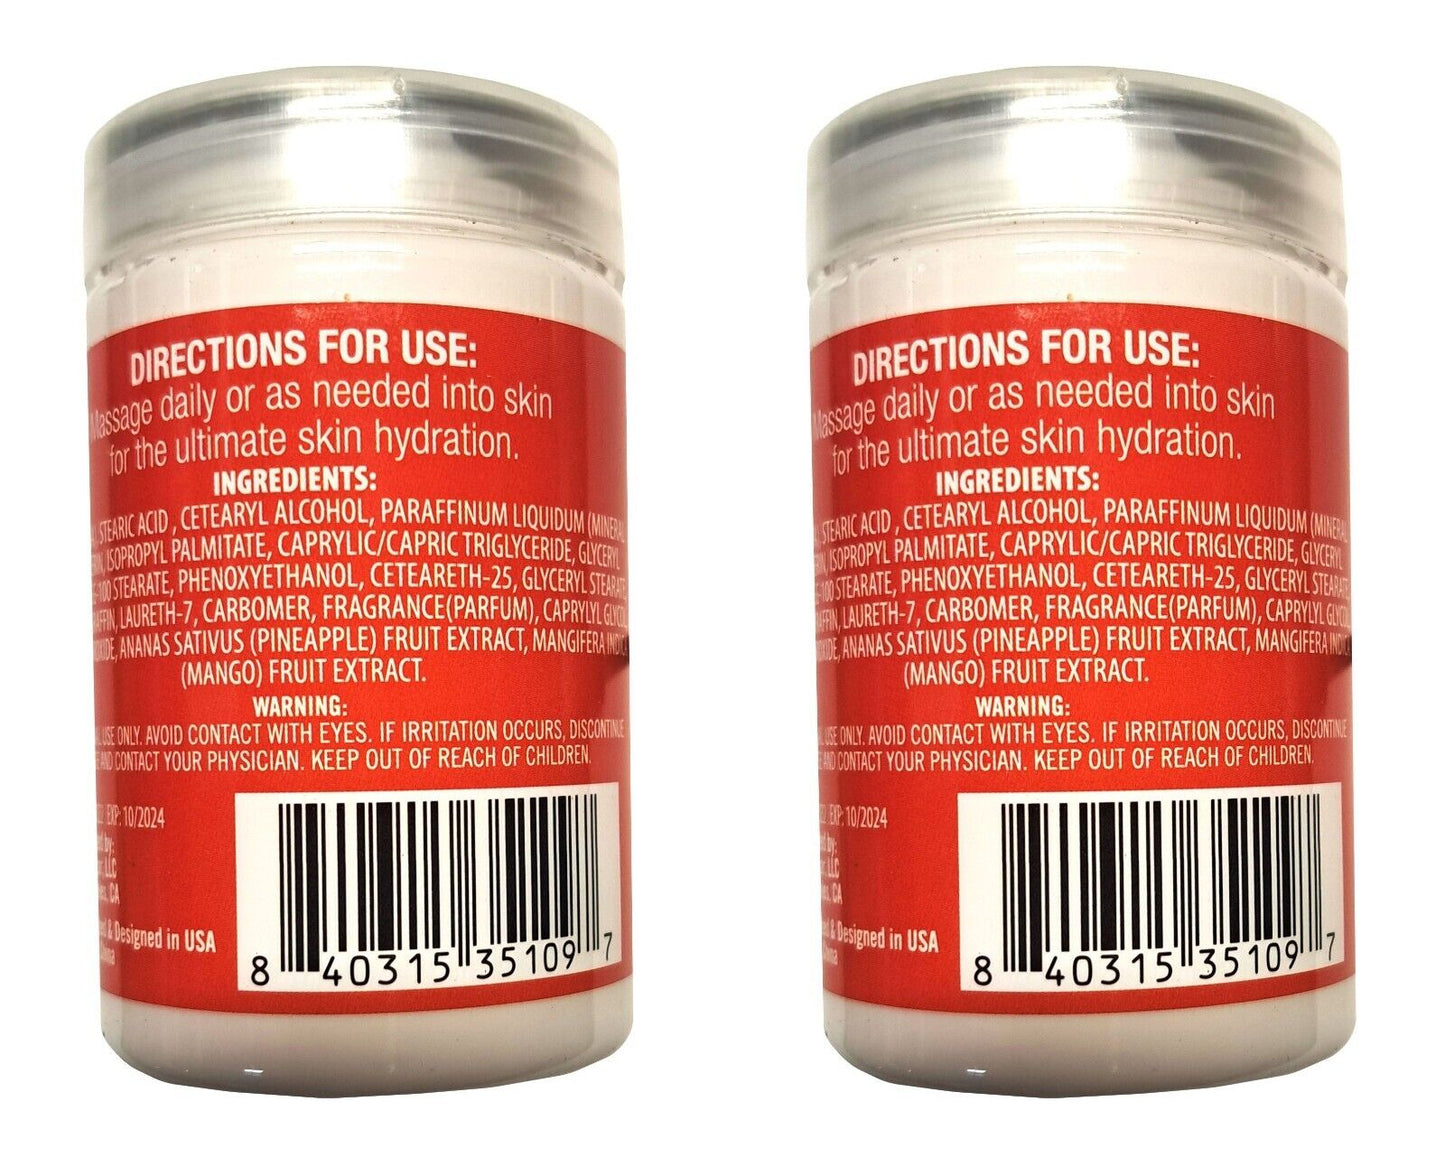 DIRECTIONS FOR USE:
Massage daily or as needed into skin
for the ultimate skin hydration.
INGREDIENTS:
STEARIC ACID , CETEARYL ALCOHOL, PARAFFINUM LIQUIDUM (MINERAL
ISOPROPYL PALMITATE, CAPRYLIC/CAPRIC TRIGLYCERIDE, GLYCERYL
100 STEARATE, PHENOXYETHANOL, CETEARETH-25, GLYCERYL STEARATE
LAURETH-7, CARBOMER, FRAGRANCE(PARFUM), CAPRYLYL
ANANAS SATIVUS (PINEAPPLE) FRUIT EXTRACT, MANGIFERA INDICA
(MANGO) FRUIT EXTRACT.
WARNING:
USE ONLY. AVOID CONTACT WITH EYES. IF IRRITATION OCCURS, DISCONTINUE
AND CONTACT YOUR PHYSICIAN. KEEP OUT OF REACH OF CHILDREN.
EXP: 10/2024
by:
LLC
CA
& Designed in USA
8 40315 35109 7
DIRECTIONS FOR USE:
Massage daily or as needed into skin
for the ultimate skin hydration.
INGREDIENTS:
STEARIC ACID , CETEARYL ALCOHOL, PARAFFINUM LIQUIDUM (MINERAL
ISOPROPYL PALMITATE, CAPRYLIC/CAPRIC TRIGLYCERIDE, GLYCERYL
100 STEARATE, PHENOXYETHANOL, CETEARETH-25, GLYCERYL STEARATE
LAURETH-7, CARBOMER, FRAGRANCE(PARFUM), CAPRYLYL
ANANAS SATIVUS (PINEAPPLE) FRUIT EXTRACT, MANGIFERA INDICA
(MANGO) FRUIT EXTRACT.
WARNING:
USE ONLY. AVOID CONTACT WITH EYES. IF IRRITATION OCCURS, DISCONTINUE
AND CONTACT YOUR PHYSICIAN. KEEP OUT OF REACH OF CHILDREN.
EXP: 10/2024
by:
LLC
CA
& Designed in USA
8 40315 35109 7